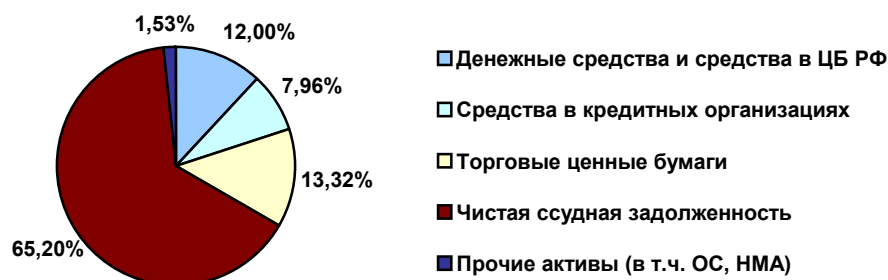 1,53%
12,00%
7,96%
13,32%
65,20%
Денежные средства и средства в ЦБ РФ
Средства в кредитных организациях
Торговые ценные бумаги
Чистая ссудная задолженность
Прочие активы (в т.ч. ОС, НМА)